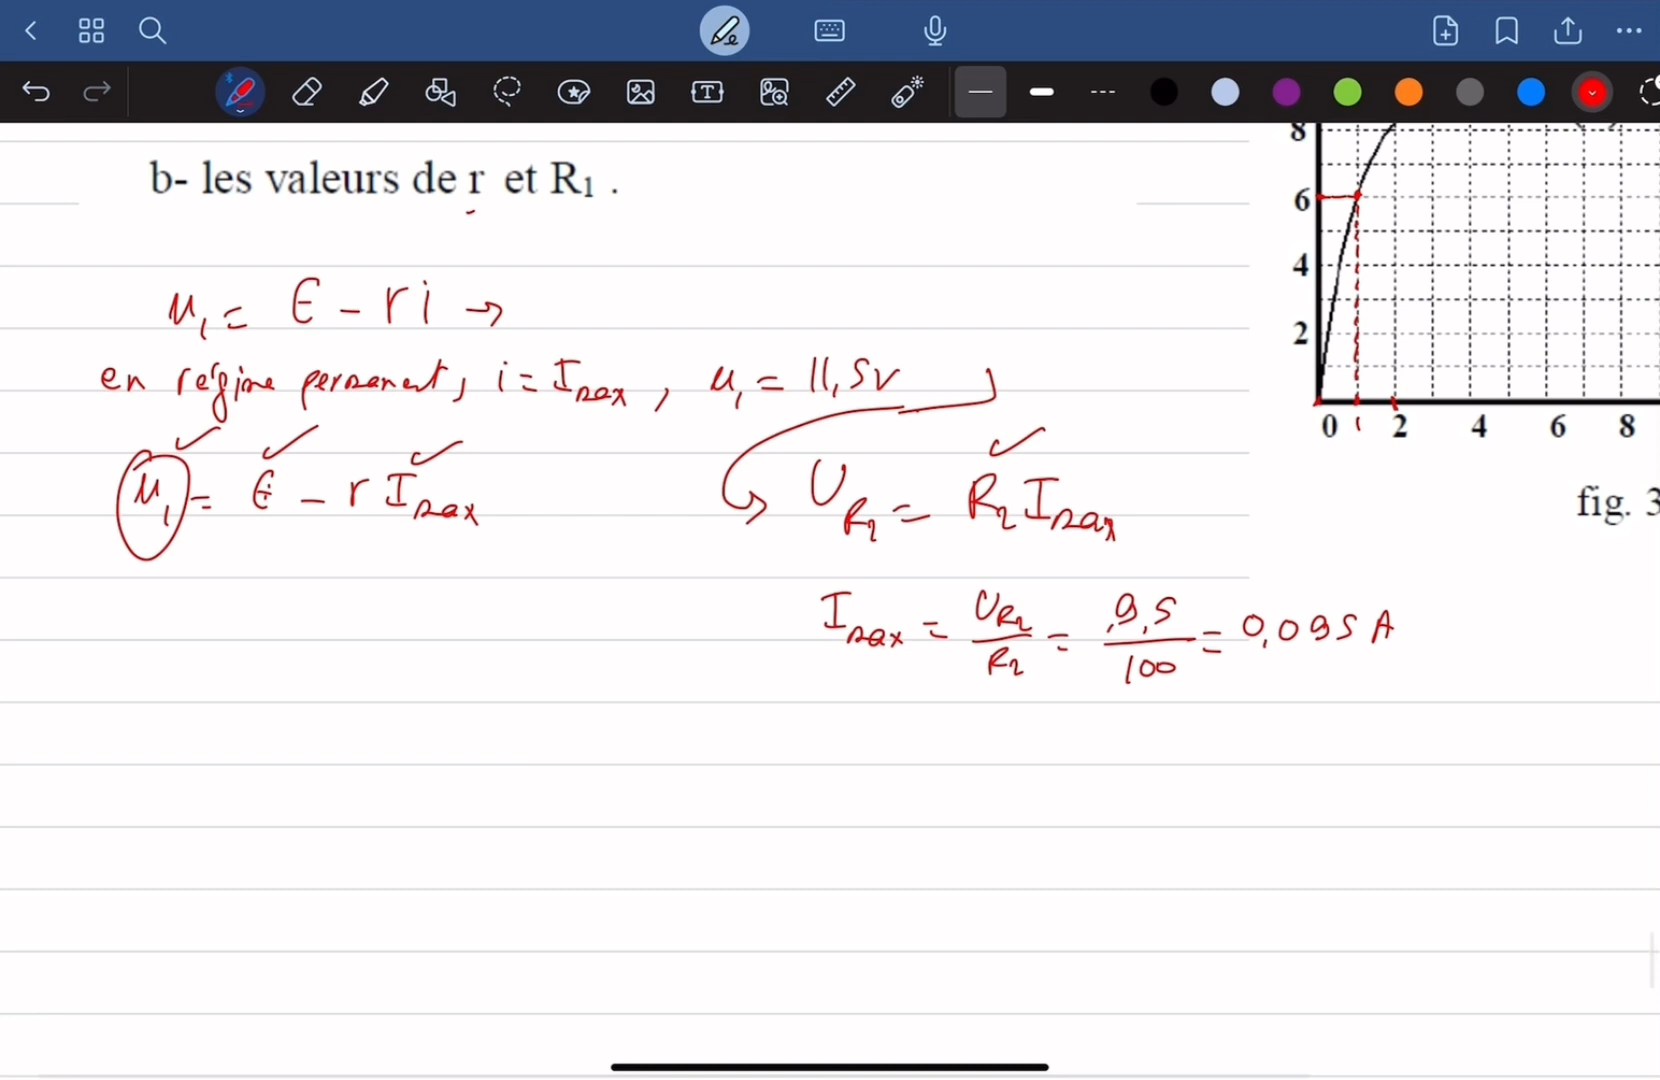 b- les valeurs de r et R₁ .
u₁ = E - r i →
en régime permanent, i = Imax , u₁ = 11,5v
u₁ = E - r Imax
U_R₂ = R₂ Imax
Imax = U_R₂ / R₂ = 9,5 / 100 = 0,095 A
8
6
4
2
0 1 2 4 6 8
fig. 3